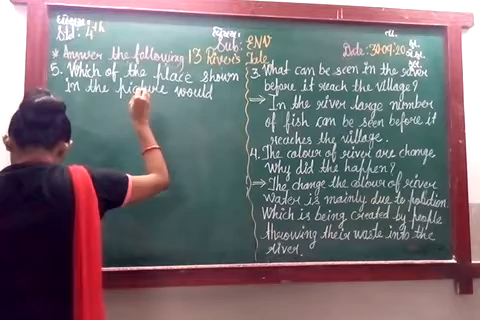 ધોરણ: વિષય: તા.
Std: 4th Sub: ENV Date: 30-09-20
* Answer the following 13 River's Tale
5. Which of the place shown
In the picture would
3. What can be seen in the river
before it reach the village?
⇒ In the river large number
of fish can be seen before it
reaches the village.
4. The colour of river are change
Why did the happen?
⇒ The change the colour of river
water is mainly due to pollution
Which is being created by people
throwing their waste into the
river.